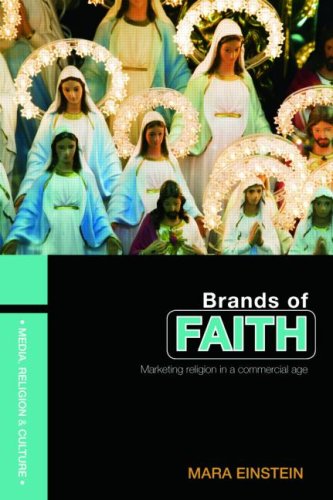 Brands of
FAITH
Marketing religion in a commercial age
* MEDIA, RELIGION & CULTURE *
MARA EINSTEIN